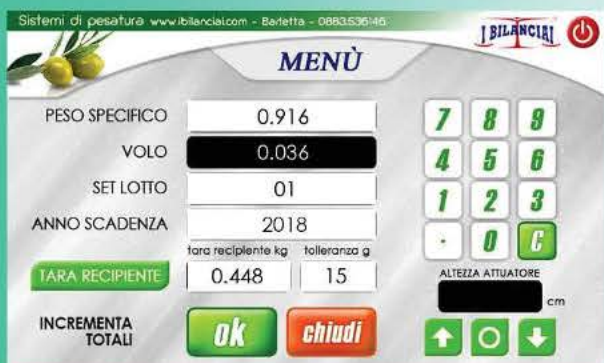 Sistemi di pesatura www.ibilanciai.com - Barletta - 0883.536146
I BILANCIAI
MENÙ
PESO SPECIFICO 0.916
VOLO 0.036
SET LOTTO 01
ANNO SCADENZA 2018
tara recipiente kg tolleranza g
TARA RECIPIENTE 0.448 15
INCREMENTA TOTALI ok chiudi
7 8 9
4 5 6
1 2 3
. 0 C
ALTEZZA ATTUATORE
cm